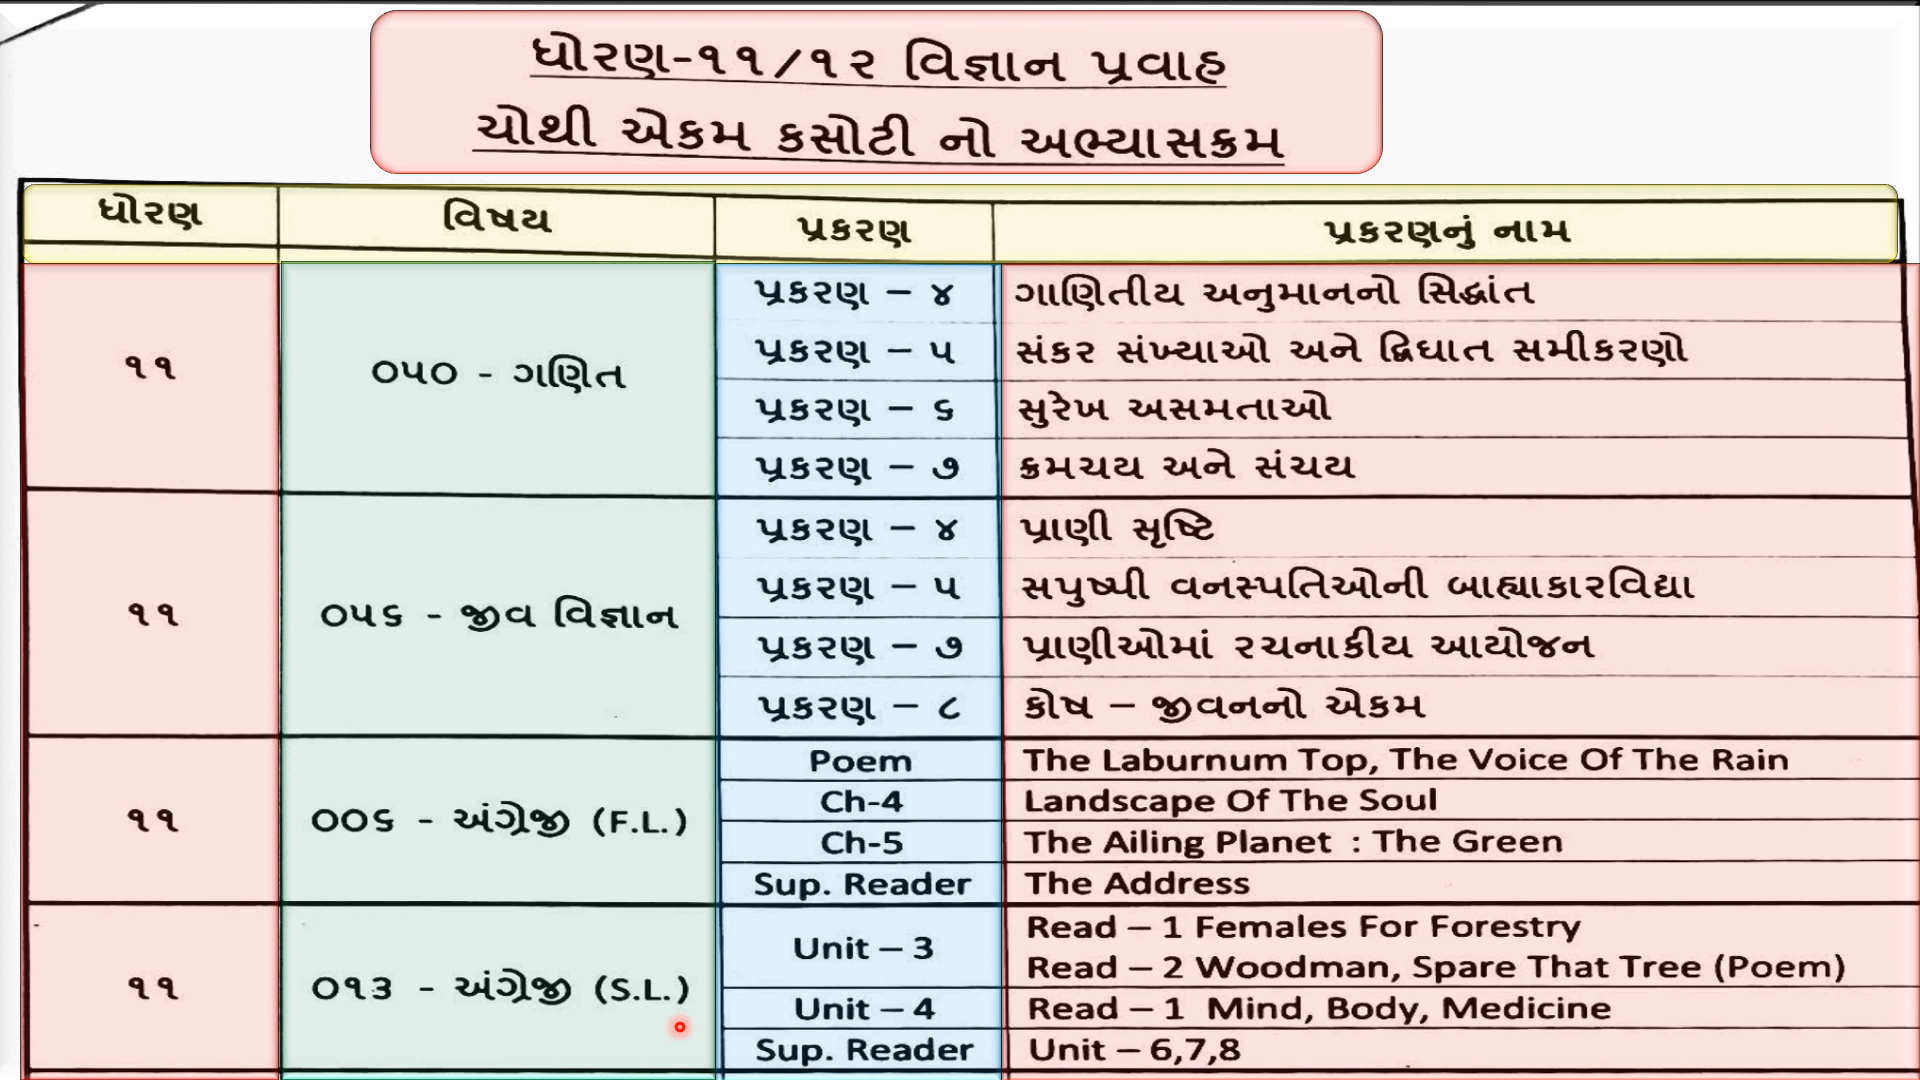 ધોરણ-૧૧/૧૨ વિજ્ઞાન પ્રવાહ
ચોથી એકમ કસોટી નો અભ્યાસક્રમ
ધોરણ વિષય પ્રકરણ પ્રકરણનું નામ
૧૧ ૦૫૦ - ગણિત
પ્રકરણ – ૪ ગાણિતીય અનુમાનનો સિદ્ધાંત
પ્રકરણ – ૫ સંકર સંખ્યાઓ અને દ્વિઘાત સમીકરણો
પ્રકરણ – ૬ સુરેખ અસમતાઓ
પ્રકરણ – ૭ ક્રમચય અને સંચય
૧૧ ૦૫૬ - જીવ વિજ્ઞાન
પ્રકરણ – ૪ પ્રાણી સૃષ્ટિ
પ્રકરણ – ૫ સપુષ્પી વનસ્પતિઓની બાહ્યાકારવિદ્યા
પ્રકરણ – ૭ પ્રાણીઓમાં રચનાકીય આયોજન
પ્રકરણ – ૮ કોષ – જીવનનો એકમ
૧૧ ૦૦૬ - અંગ્રેજી (F.L.)
Poem The Laburnum Top, The Voice Of The Rain
Ch-4 Landscape Of The Soul
Ch-5 The Ailing Planet : The Green
Sup. Reader The Address
૧૧ ૦૧૩ - અંગ્રેજી (S.L.)
Unit – 3 Read – 1 Females For Forestry
Read – 2 Woodman, Spare That Tree (Poem)
Unit – 4 Read – 1 Mind, Body, Medicine
Sup. Reader Unit – 6,7,8